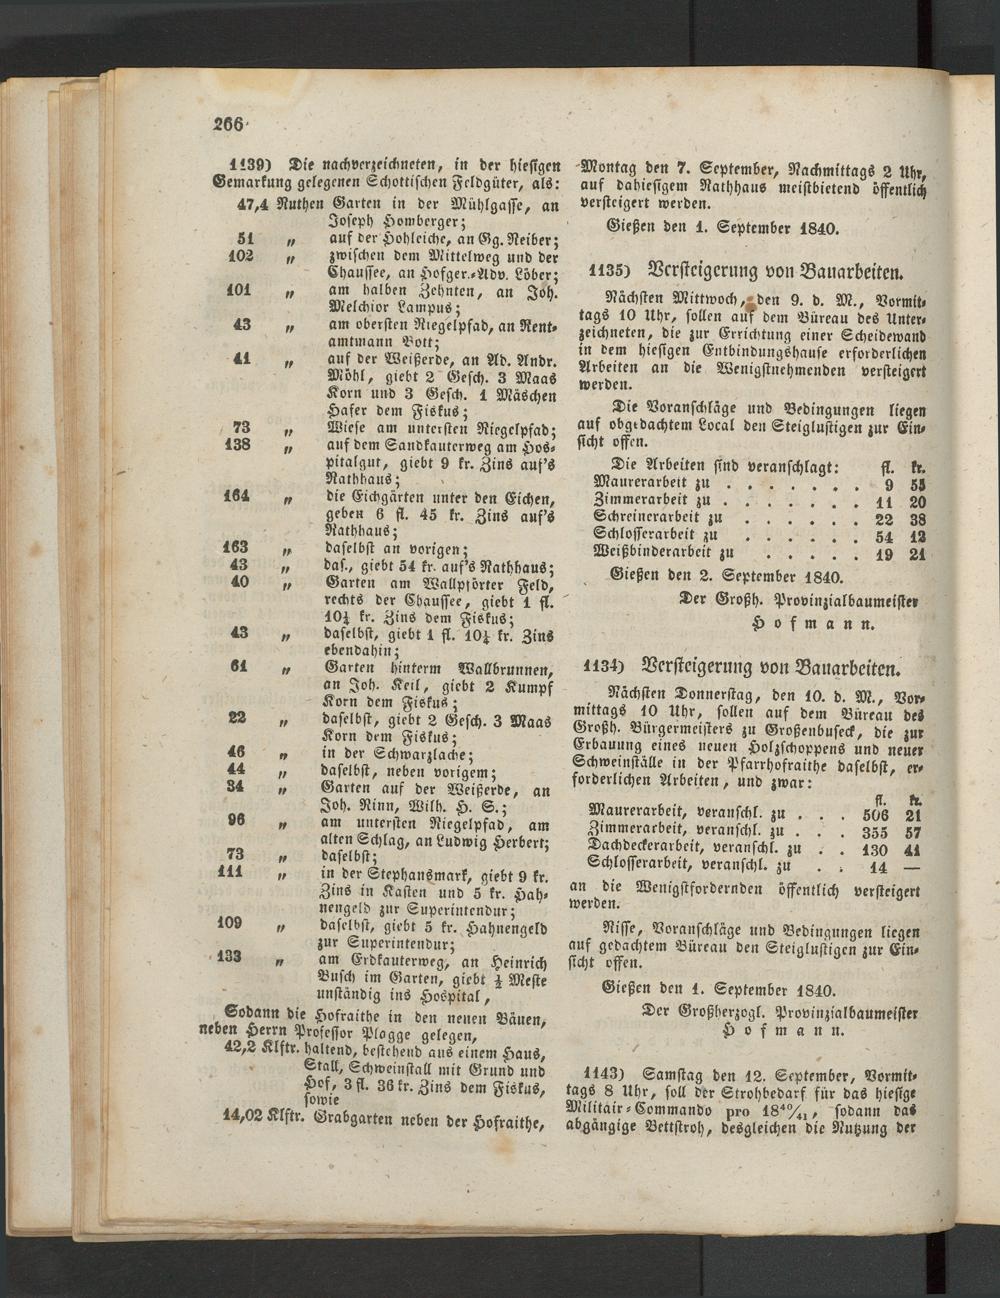 266
1139) Die nachverzeichneten, in der hiesigen
Gemarkung gelegenen Schottischen Feldgüter, als:
47,4 Ruthen Garten in der Mühlgasse, an
Joseph Homberger;
51 „ auf der Hohleiche, an Gg. Reiber;
102 „ zwischen dem Mittelweg und der
Chaussee, an Hofger.-Adv. Löber;
101 „ am halben Zehnten, an Joh.
Melchior Lampus;
43 „ am obersten Riegelpfad, an Rent-
amtmann Bott;
41 „ auf der Weißerde, an Ad. Andr.
Möhl, giebt 2 Gesch. 3 Maas
Korn und 3 Gesch. 1 Mäschen
Hafer dem Fiskus;
73 „ Wiese am untersten Riegelpfad;
138 „ auf dem Sandkauterweg am Hos-
pitalgut, giebt 9 kr. Zins auf's
Rathhaus;
164 „ die Eichgärten unter den Eichen,
geben 6 fl. 45 kr. Zins auf's
Rathhaus;
163 „ daselbst an vorigen;
43 „ das., giebt 54 kr. auf's Rathhaus;
40 „ Garten am Wallpförter Feld,
rechts der Chaussee, giebt 1 fl.
10¼ kr. Zins dem Fiskus;
43 „ daselbst, giebt 1 fl. 10¼ kr. Zins
ebendahin;
61 „ Garten hinterm Wallbrunnen,
an Joh. Keil, giebt 2 Kumpf
Korn dem Fiskus;
22 „ daselbst, giebt 2 Gesch. 3 Maas
Korn dem Fiskus;
46 „ in der Schwarzlache;
44 „ daselbst, neben vorigem;
34 „ Garten auf der Weißerde, an
Joh. Rinn, Wilh. H. S.;
96 „ am untersten Riegelpfad, am
alten Schlag, an Ludwig Herbert;
73 „ daselbst;
111 „ in der Stephansmark, giebt 9 kr.
Zins in Kasten und 5 kr. Hah-
nengeld zur Superintendur;
109 „ daselbst, giebt 5 kr. Hahnengeld
zur Superintendur;
133 „ am Erdkauterweg, an Heinrich
Busch im Garten, giebt ½ Meste
unständig ins Hospital,
Sodann die Hofraithe in den neuen Bäuen,
neben Herrn Professor Plagge gelegen,
42,2 Klftr. haltend, bestehend aus einem Haus,
Stall, Schweinstall mit Grund und
Hof, 3 fl. 36 kr. Zins dem Fiskus,
sowie
14,02 Klftr. Grabgarten neben der Hofraithe,
Montag den 7. September, Nachmittags 2 Uhr,
auf dahiesigem Rathhaus meistbietend öffentlich
versteigert werden.
Gießen den 1. September 1840.
1135) Versteigerung von Bauarbeiten.
Nächsten Mittwoch, den 9. d. M., Vormit-
tags 10 Uhr, sollen auf dem Büreau des Unter-
zeichneten, die zur Errichtung einer Scheidewand
in dem hiesigen Entbindungshause erforderlichen
Arbeiten an die Wenigstnehmenden versteigert
werden.
Die Voranschläge und Bedingungen liegen
auf obgedachtem Local den Steiglustigen zur Ein-
sicht offen.
Die Arbeiten sind veranschlagt: fl. kr.
Maurerarbeit zu . . . . . . . 9 55
Zimmerarbeit zu . . . . . . . 11 20
Schreinerarbeit zu . . . . . . 22 38
Schlosserarbeit zu . . . . . . 54 12
Weißbinderarbeit zu . . . . . 19 21
Gießen den 2. September 1840.
Der Großh. Provinzialbaumeister
Hofmann.
1134) Versteigerung von Bauarbeiten.
Nächsten Donnerstag, den 10. d. M., Vor-
mittags 10 Uhr, sollen auf dem Büreau des
Großh. Bürgermeisters zu Großenbuseck, die zur
Erbauung eines neuen Holzschoppens und neuer
Schweinställe in der Pfarrhofraithe daselbst, er-
forderlichen Arbeiten, und zwar:
fl. kr.
Maurerarbeit, veranschl. zu . . . 506 21
Zimmerarbeit, veranschl. zu . . . 355 57
Dachdeckerarbeit, veranschl. zu . . 130 41
Schlosserarbeit, veranschl. zu . . 14 —
an die Wenigstfordernden öffentlich versteigert
werden.
Risse, Voranschläge und Bedingungen liegen
auf gedachtem Büreau den Steiglustigen zur Ein-
sicht offen.
Gießen den 1. September 1840.
Der Großherzogl. Provinzialbaumeister
Hofmann.
1143) Samstag den 12. September, Vormit-
tags 8 Uhr, soll der Strohbedarf für das hiesige
Militair-Commando pro 18⁴⁰/₄₁, sodann das
abgängige Bettstroh, desgleichen die Nutzung der